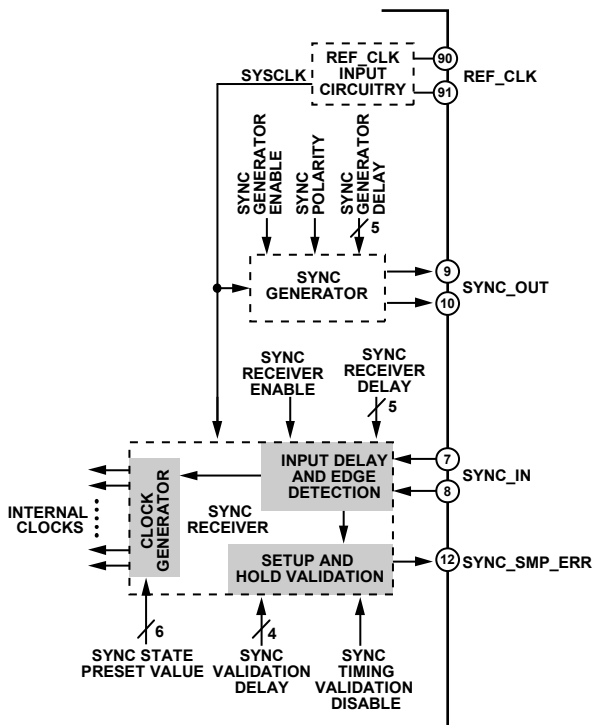 REF_CLK
INPUT
CIRCUITRY
90
91
REF_CLK
SYSCLK
SYNC
GENERATOR
ENABLE
SYNC
POLARITY
SYNC
GENERATOR
DELAY
5
SYNC
GENERATOR
9
10
SYNC_OUT
SYNC
RECEIVER
ENABLE
SYNC
RECEIVER
DELAY
5
INPUT DELAY
AND EDGE
DETECTION
7
8
SYNC_IN
CLOCK
GENERATOR
SYNC
RECEIVER
INTERNAL
CLOCKS
SETUP AND
HOLD VALIDATION
12
SYNC_SMP_ERR
6
SYNC STATE
PRESET VALUE
4
SYNC
VALIDATION
DELAY
SYNC
TIMING
VALIDATION
DISABLE